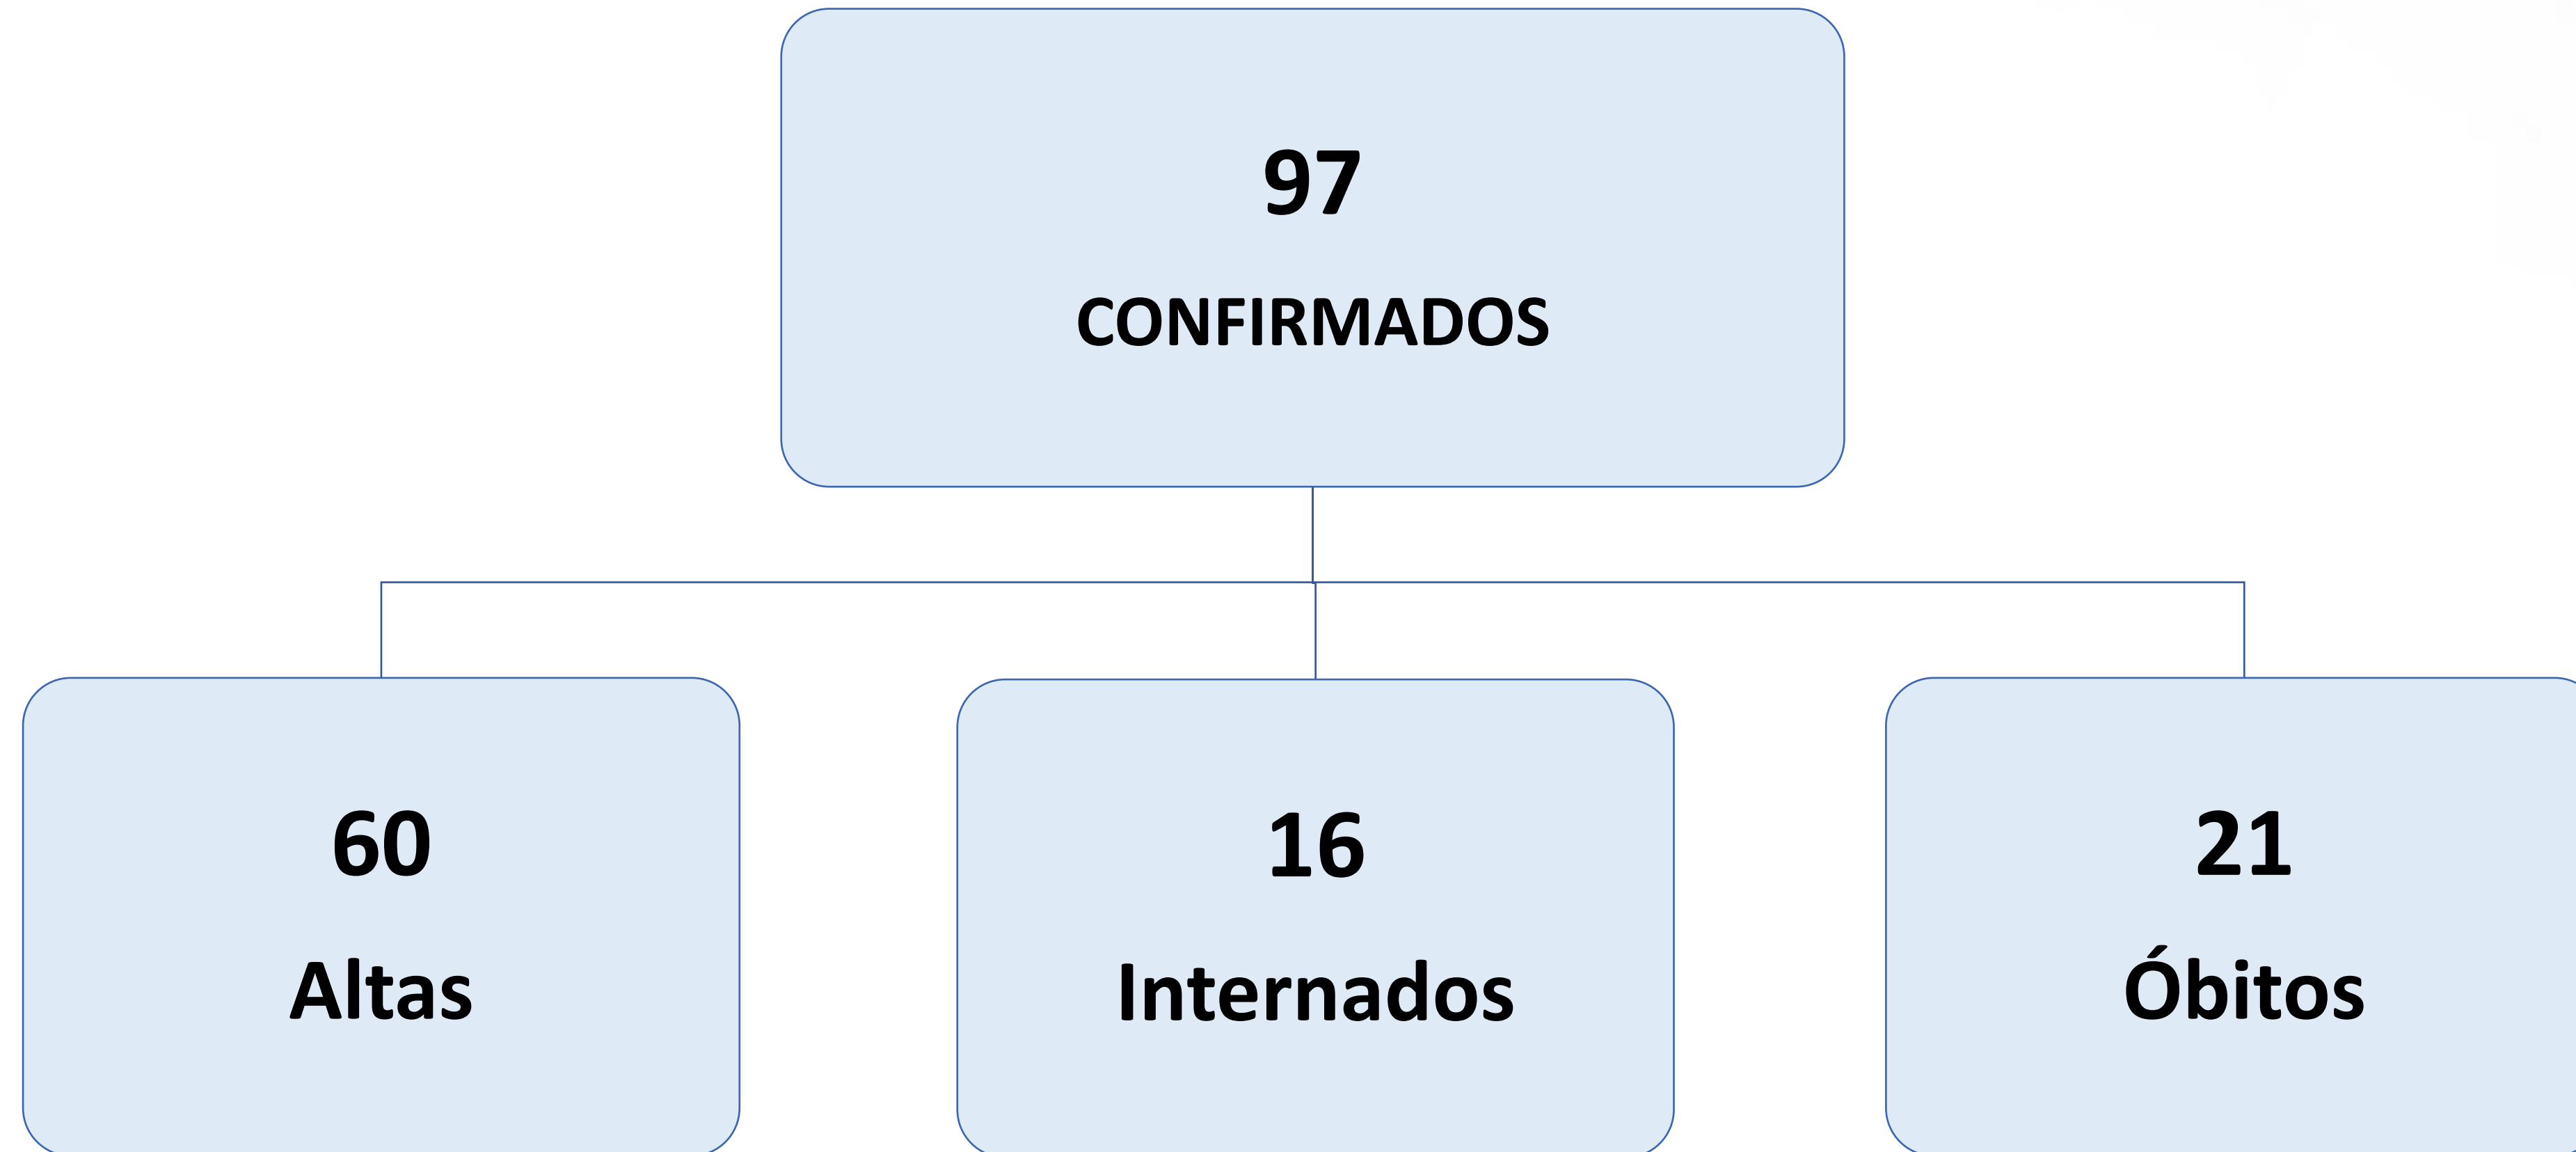 97
CONFIRMADOS
60
Altas
16
Internados
21
Óbitos